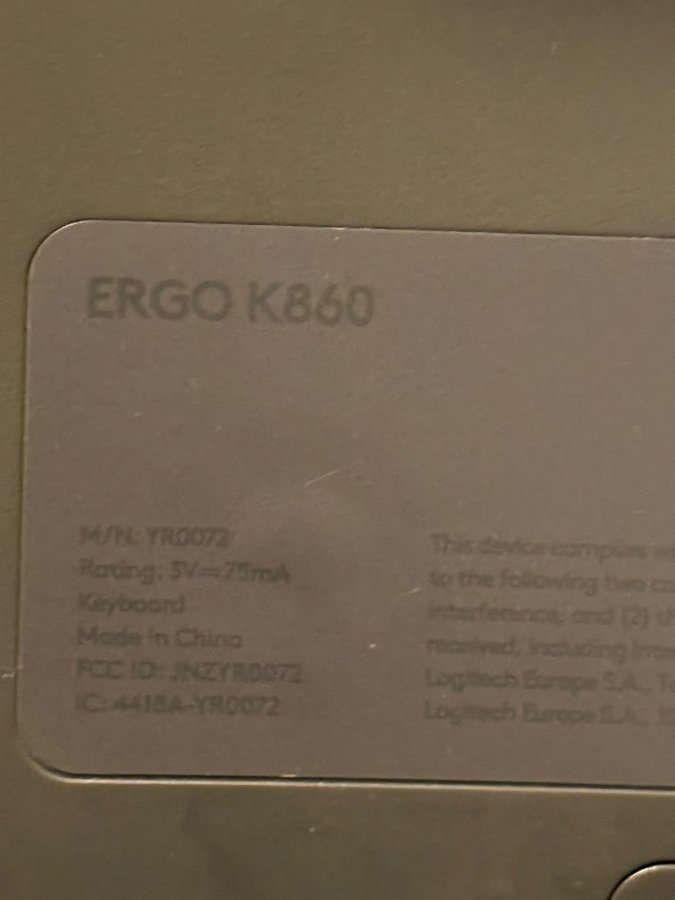 ERGO K860
M/N: YR0072
Rating: 3V⎓75mA
Keyboard
Made in China
FCC ID: JNZYR0072
IC: 4418A-YR0072
This device complies
to the following two
interference, and (2)
received, including
Logitech Europe S.A.,
Logitech Europe S.A.,